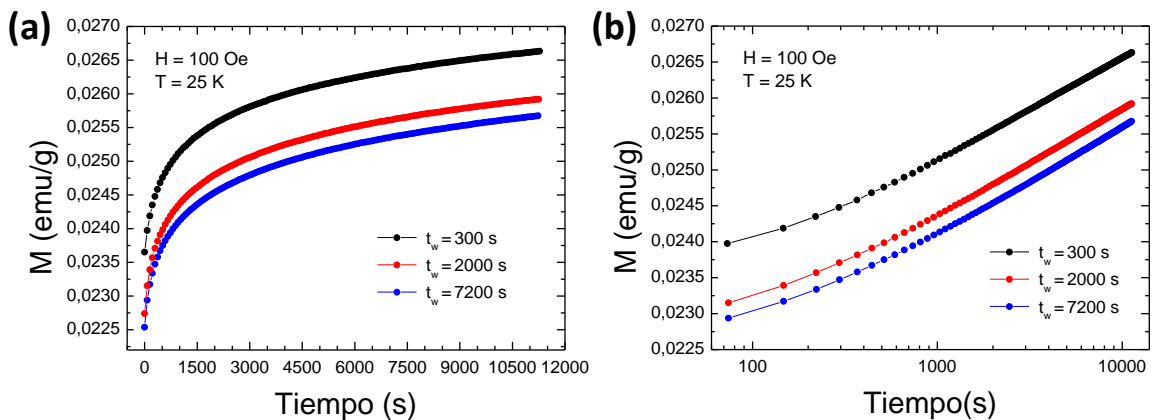 (a)
0,0270
0,0265
0,0260
0,0255
0,0250
0,0245
0,0240
0,0235
0,0230
0,0225
M (emu/g)
H = 100 Oe
T = 25 K
t_w = 300 s
t_w = 2000 s
t_w = 7200 s
0 1500 3000 4500 6000 7500 9000 10500 12000
Tiempo (s)
(b)
0,0270
0,0265
0,0260
0,0255
0,0250
0,0245
0,0240
0,0235
0,0230
0,0225
M (emu/g)
H = 100 Oe
T = 25 K
t_w = 300 s
t_w = 2000 s
t_w = 7200 s
100 1000 10000
Tiempo(s)